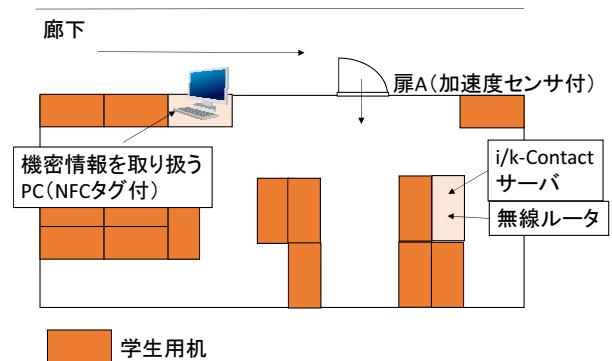 廊下
扉A(加速度センサ付)
機密情報を取り扱う
PC(NFCタグ付)
i/k-Contact
サーバ
無線ルータ
学生用机